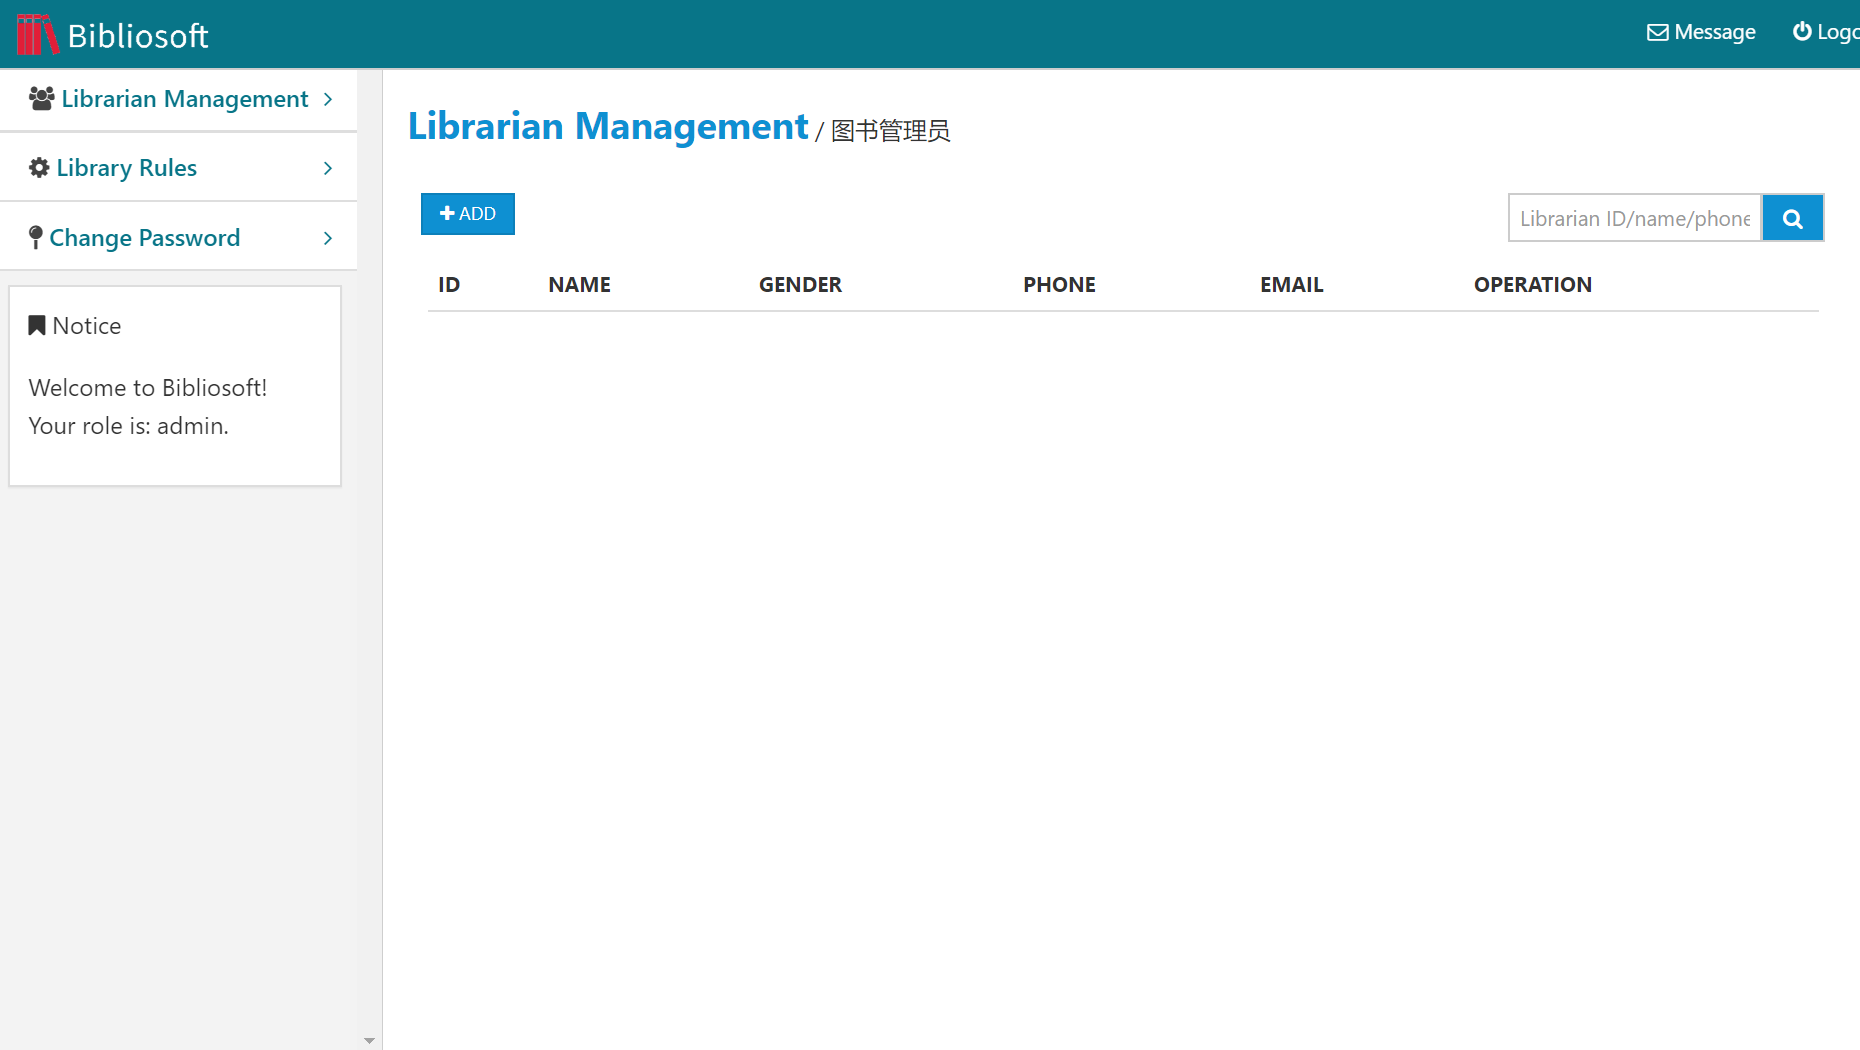 Bibliosoft
Message
Logo
Librarian Management
Library Rules
Change Password
Notice
Welcome to Bibliosoft!
Your role is: admin.
Librarian Management / 图书管理员
ADD
Librarian ID/name/phone
ID NAME GENDER PHONE EMAIL OPERATION